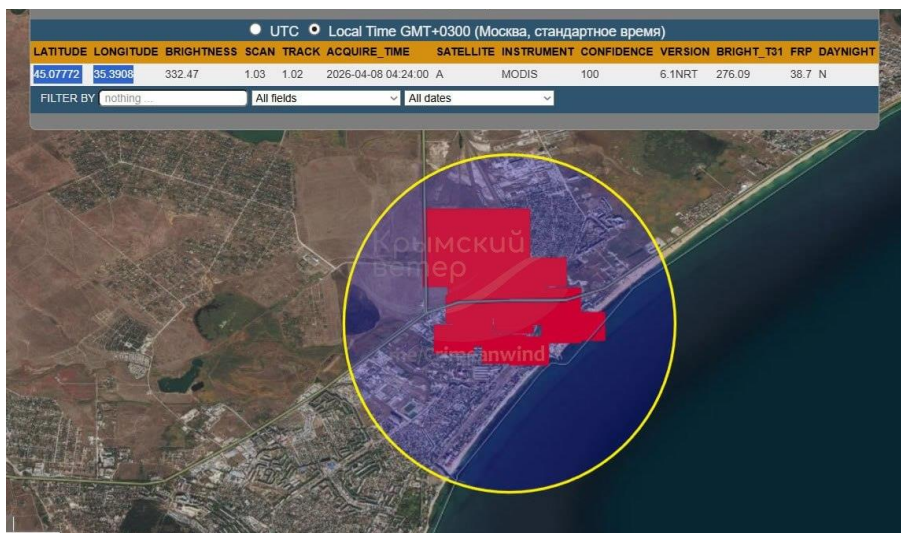 UTC Local Time GMT+0300 (Москва, стандартное время)
LATITUDE LONGITUDE BRIGHTNESS SCAN TRACK ACQUIRE_TIME SATELLITE INSTRUMENT CONFIDENCE VERSION BRIGHT_T31 FRP DAYNIGHT
45.07772 35.3908 332.47 1.03 1.02 2026-04-08 04:24:00 A MODIS 100 6.1NRT 276.09 38.7 N
FILTER BY nothing ... All fields All dates
Крымский
ветер
t.me/Crimeanwind